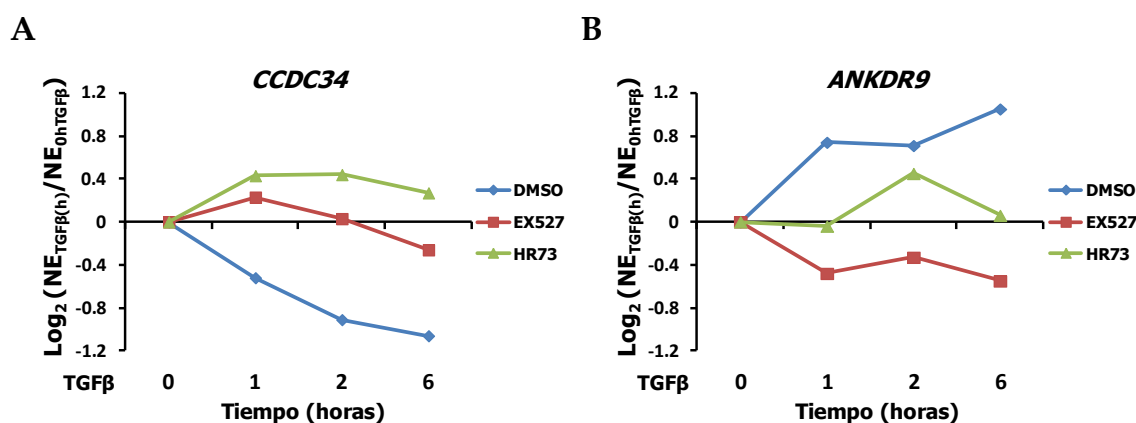 A
CCDC34
Log2 (NETGFβ(h)/NE0hTGFβ)
1.2
0.8
0.4
0
-0.4
-0.8
-1.2
DMSO
EX527
HR73
TGFβ 0 1 2 6
Tiempo (horas)
B
ANKDR9
Log2 (NETGFβ(h)/NE0hTGFβ)
1.2
0.8
0.4
0
-0.4
-0.8
-1.2
DMSO
EX527
HR73
TGFβ 0 1 2 6
Tiempo (horas)